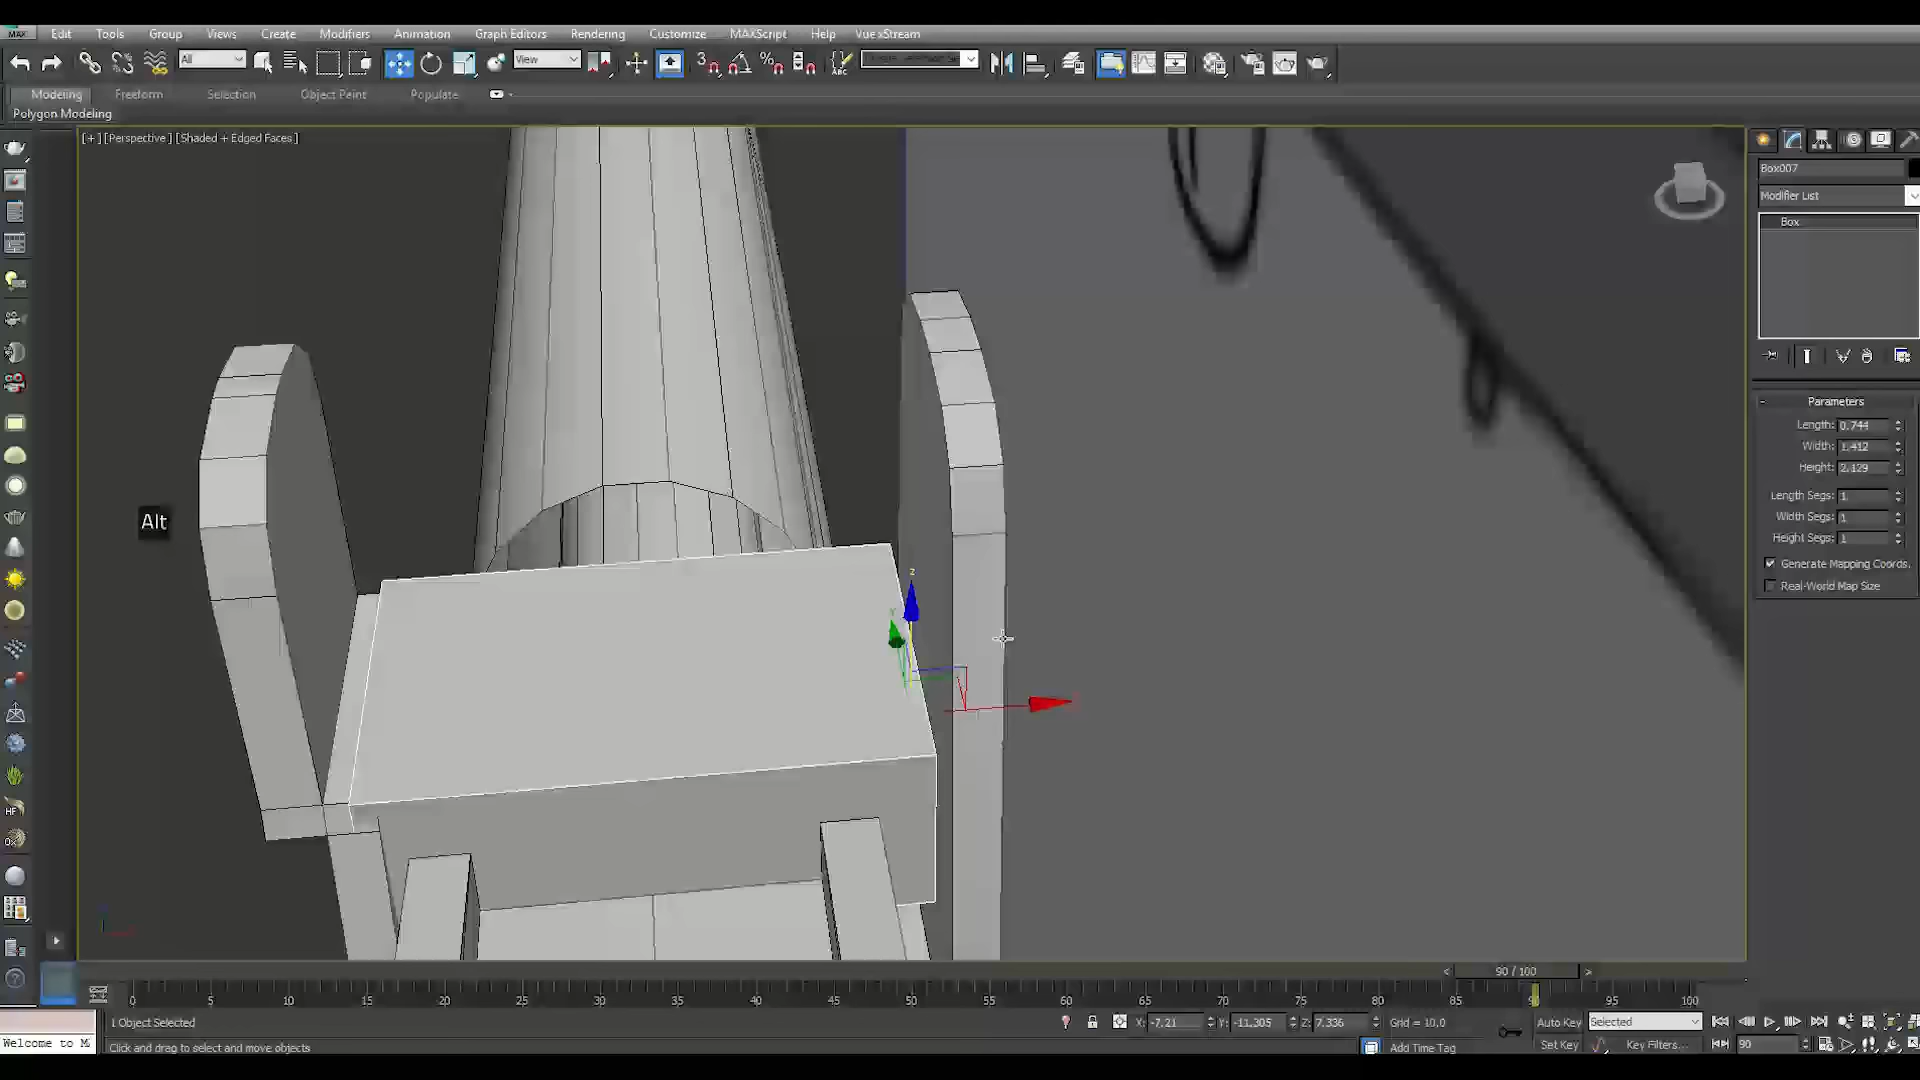 MAX Edit Tools Group Views Create Modifiers Animation Graph Editors Rendering Customize MAXScript Help Vue xStream
All View
ABC
Modeling Freeform Selection Object Paint Populate
Polygon Modeling
[+] [Perspective] [Shaded + Edged Faces]
Box007
Modifier List
Box
- Parameters
Length: 0.744
Width: 1.412
Height: 2.129
Length Segs: 1
Width Segs: 1
Height Segs: 1
Generate Mapping Coords.
Real-World Map Size
Alt
z
HF
< 90 / 100 >
0 5 10 15 20 25 30 35 40 45 50 55 60 65 70 75 80 85 90 95 100
1 Object Selected X: -7.21 Y: -11.305 Z: 7.336 Grid = 10.0 Auto Key Selected
Welcome to M
Click and drag to select and move objects Add Time Tag Set Key Key Filters... 90